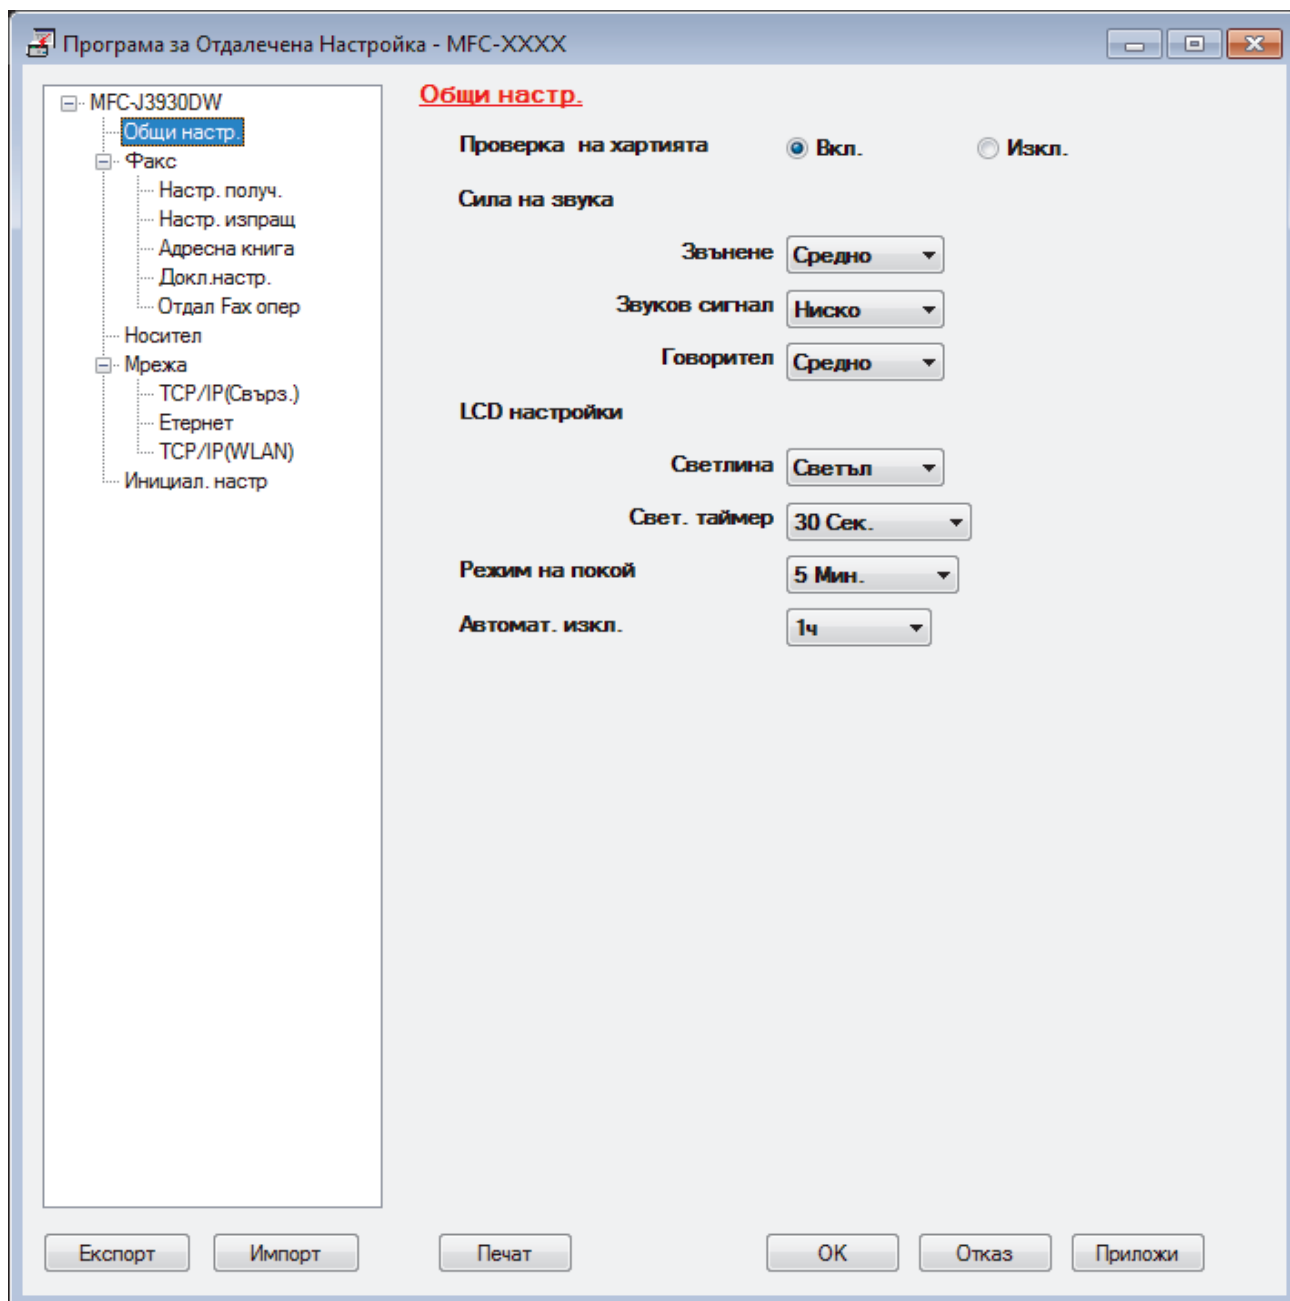 Програма за Отдалечена Настройка - MFC-XXXX
MFC-J3930DW
Общи настр.
Факс
Настр. получ.
Настр. изпращ
Адресна книга
Докл.настр.
Отдал Fax опер
Носител
Мрежа
TCP/IP(Свърз.)
Етернет
TCP/IP(WLAN)
Инициал. настр
Общи настр.
Проверка на хартията Вкл. Изкл.
Сила на звука
Звънене Средно
Звуков сигнал Ниско
Говорител Средно
LCD настройки
Светлина Светъл
Свет. таймер 30 Сек.
Режим на покой 5 Мин.
Автомат. изкл. 1ч
Експорт Импорт Печат OK Отказ Приложи